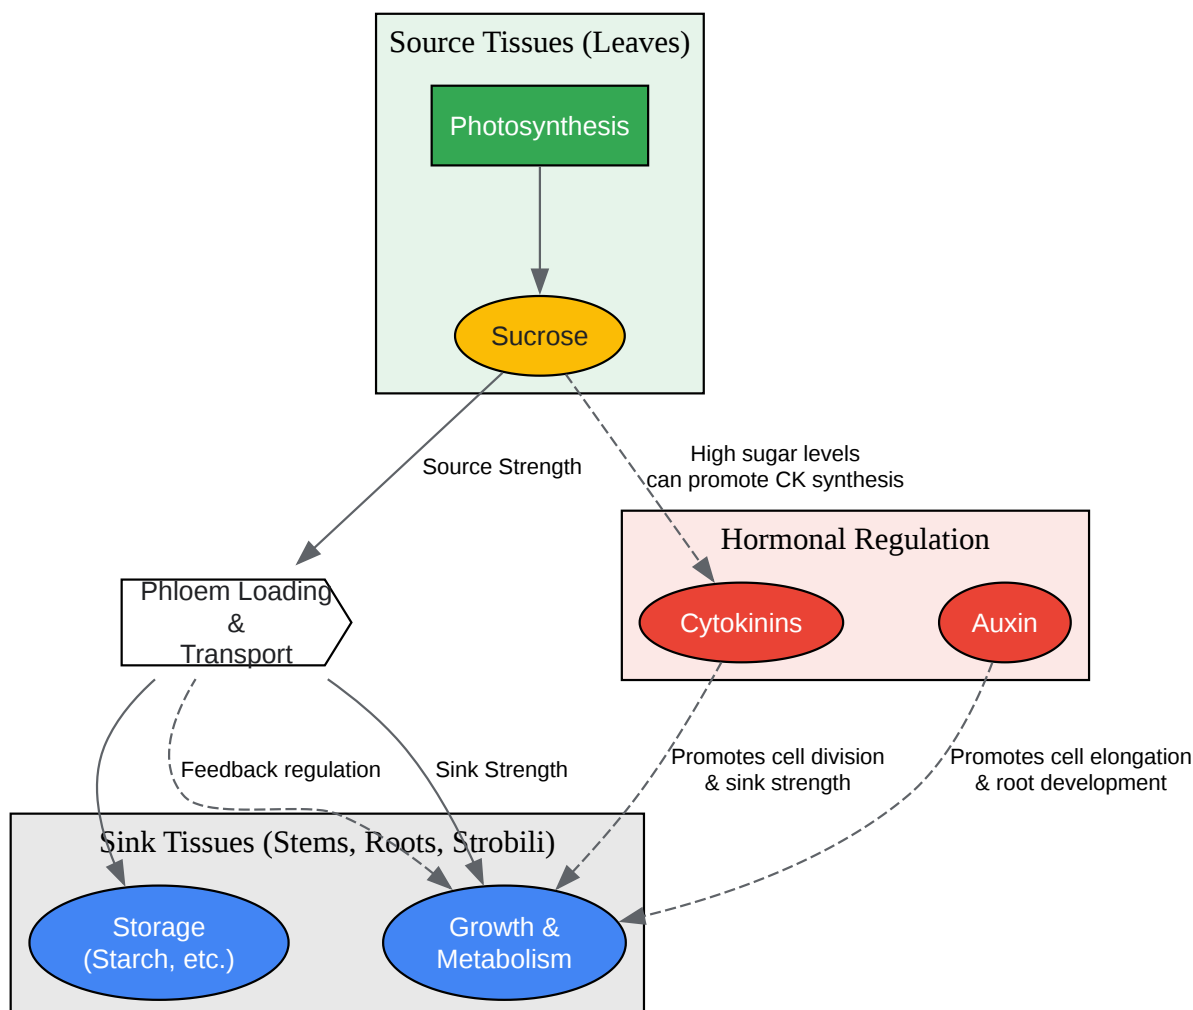 Source Tissues (Leaves)
Photosynthesis
Sucrose
Source Strength
High sugar levels
can promote CK synthesis
Hormonal Regulation
Phloem Loading
&
Transport
Cytokinins
Auxin
Feedback regulation
Sink Strength
Promotes cell division
& sink strength
Promotes cell elongation
& root development
Sink Tissues (Stems, Roots, Strobili)
Storage
(Starch, etc.)
Growth &
Metabolism